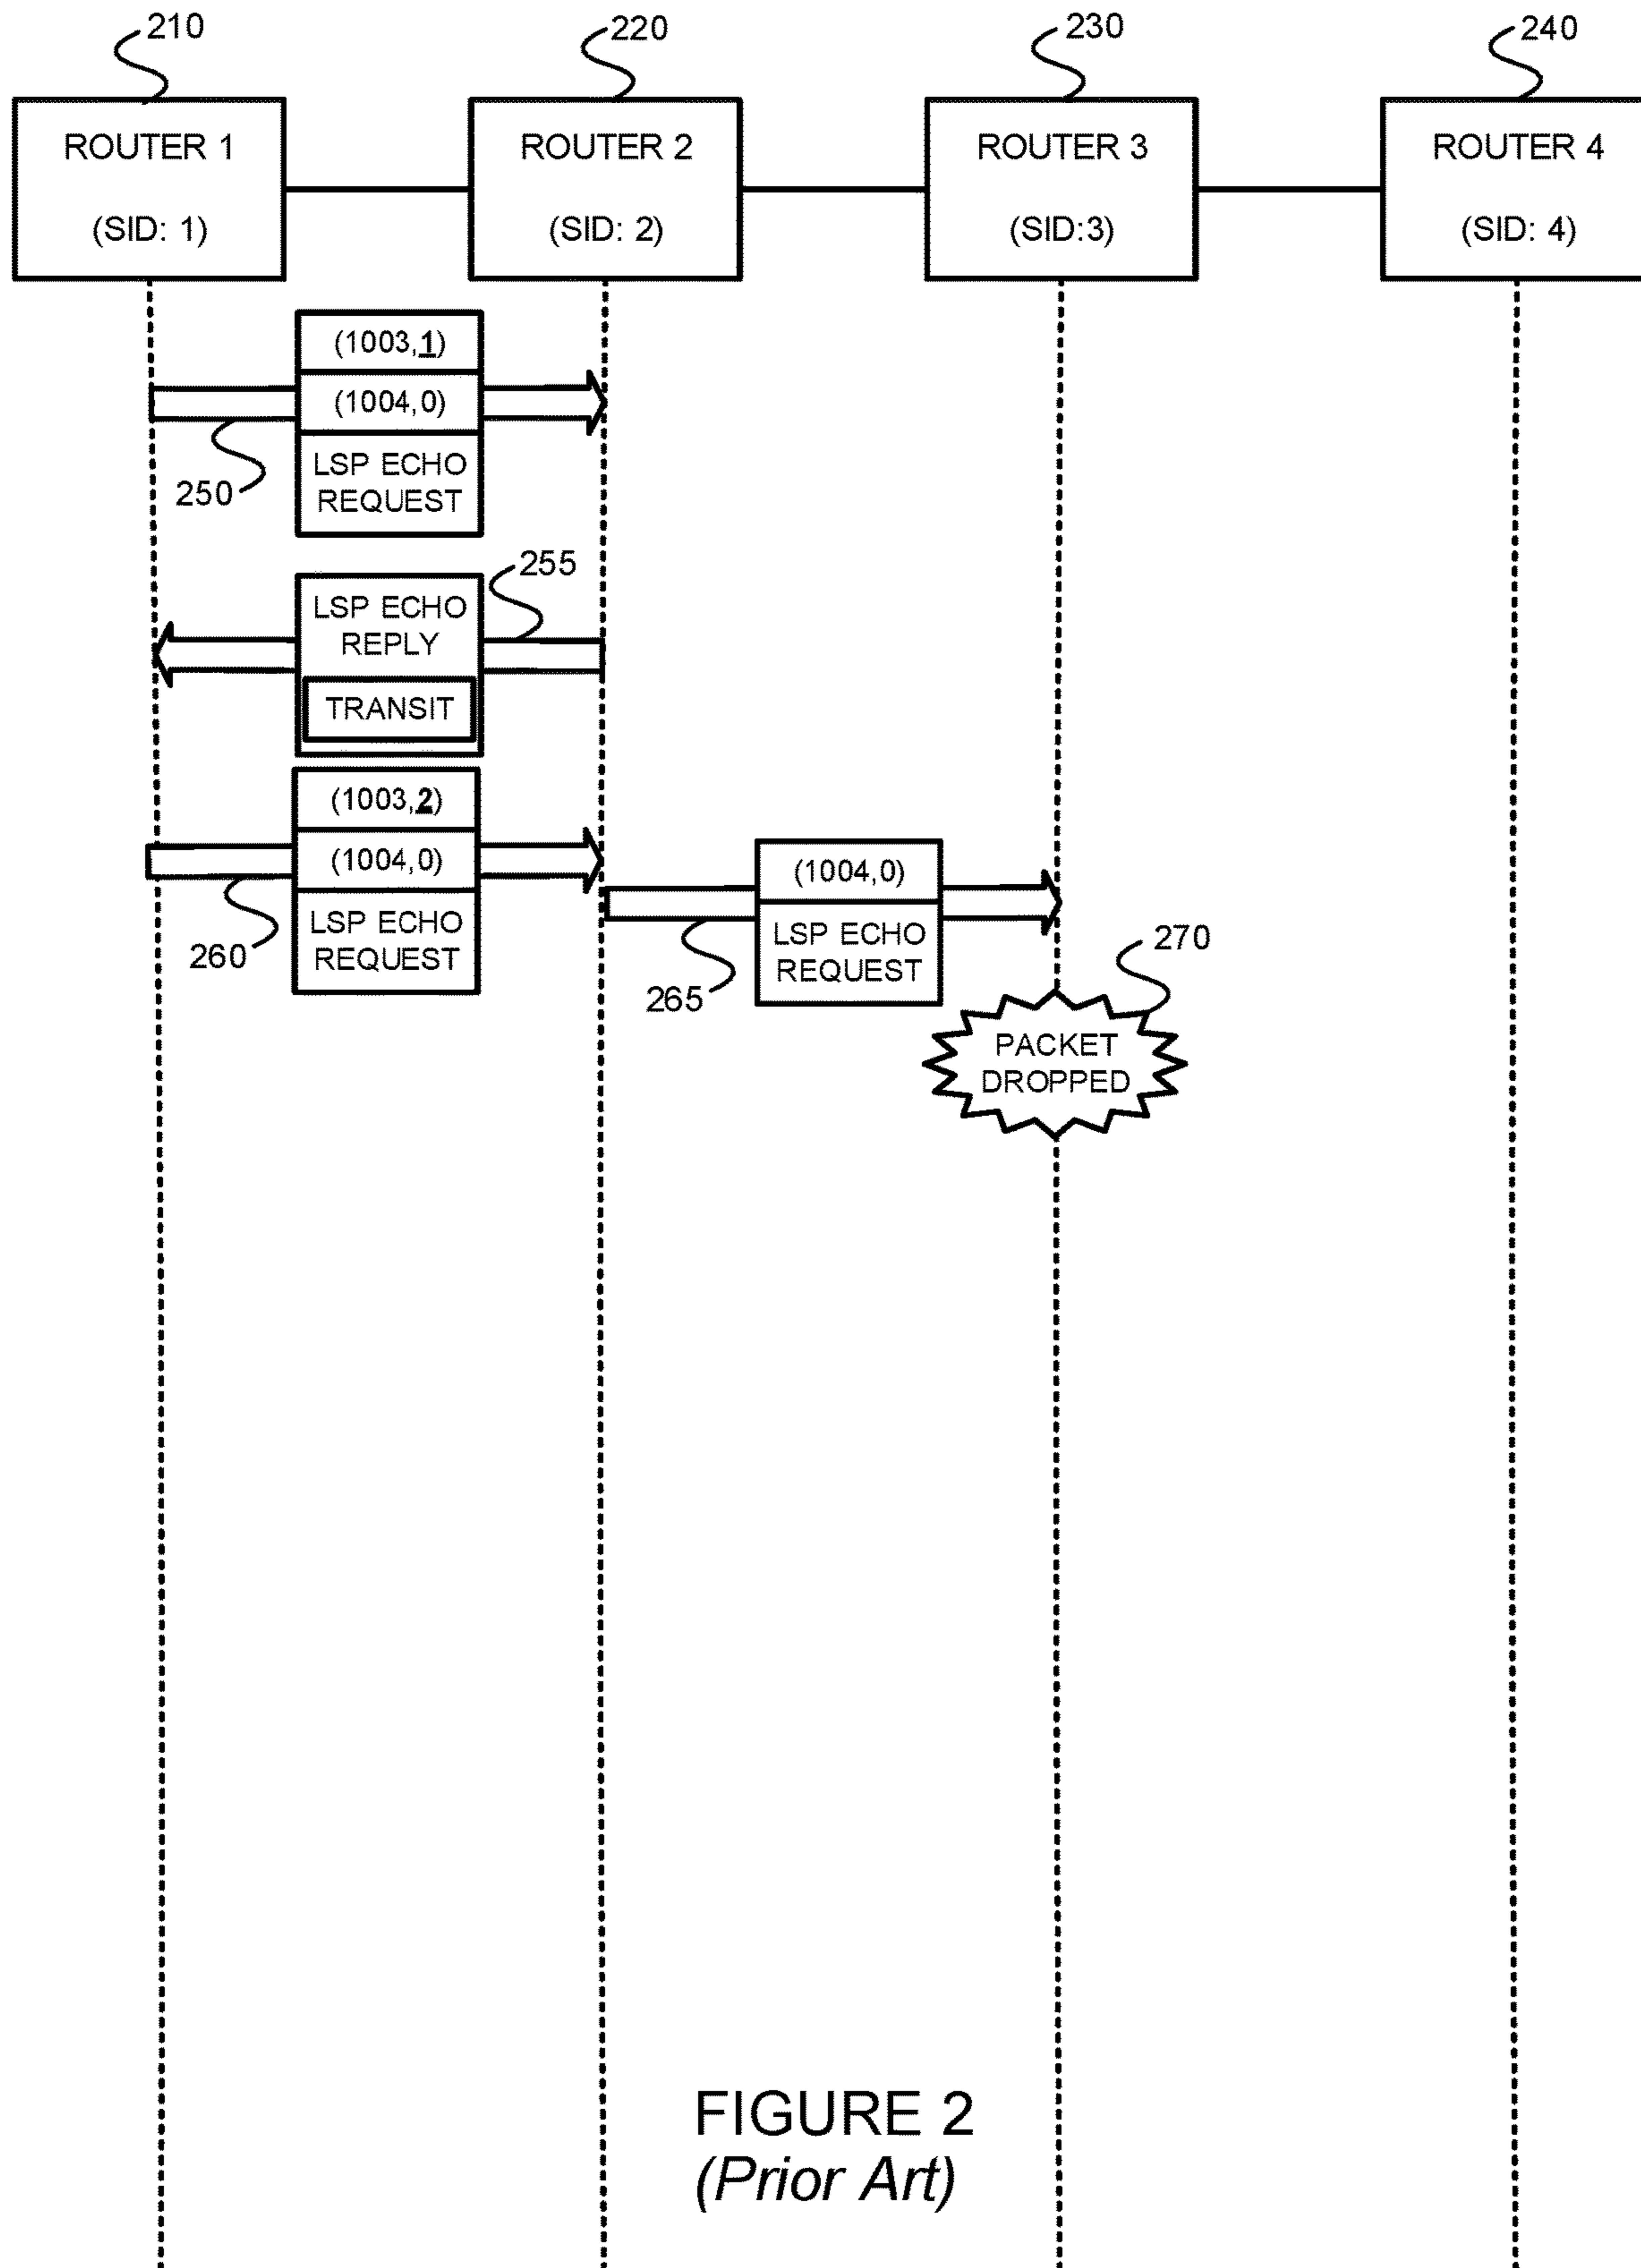 210
220
230
240
ROUTER 1
(SID: 1)
ROUTER 2
(SID: 2)
ROUTER 3
(SID:3)
ROUTER 4
(SID: 4)
(1003,1)
(1004,0)
LSP ECHO
REQUEST
250
255
LSP ECHO
REPLY
TRANSIT
(1003,2)
(1004,0)
LSP ECHO
REQUEST
260
(1004,0)
LSP ECHO
REQUEST
265
270
PACKET
DROPPED
FIGURE 2
(Prior Art)